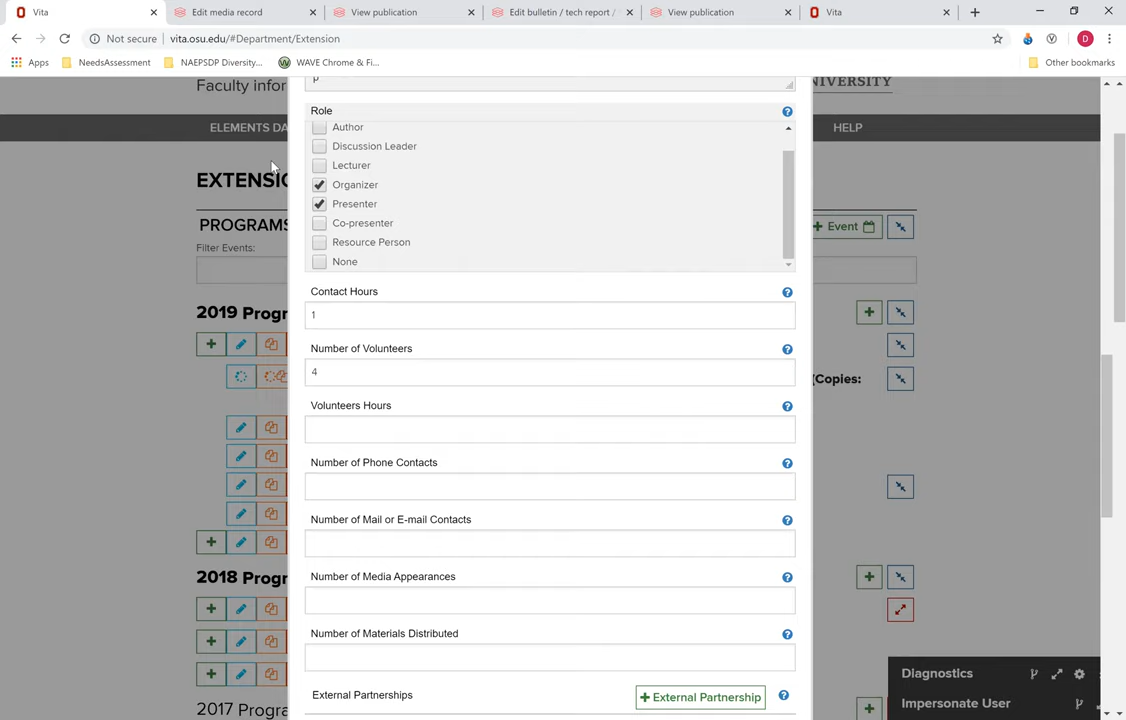 Vita
Edit media record
View publication
Edit bulletin / tech report /
View publication
Vita
Not secure
vita.osu.edu/#Department/Extension
D
Apps
NeedsAssessment
NAEPSDP Diversity...
WAVE Chrome & Fi...
Other bookmarks
Faculty infor
NIVERSITY
ELEMENTS DA
HELP
Role
Author
Discussion Leader
Lecturer
EXTENSIO
Organizer
Presenter
PROGRAMS
Co-presenter
+ Event
Filter Events:
Resource Person
None
Contact Hours
2019 Progr
1
Number of Volunteers
4
(Copies:
Volunteers Hours
Number of Phone Contacts
Number of Mail or E-mail Contacts
2018 Progr
Number of Media Appearances
Number of Materials Distributed
Diagnostics
External Partnerships
+ External Partnership
Impersonate User
2017 Progra